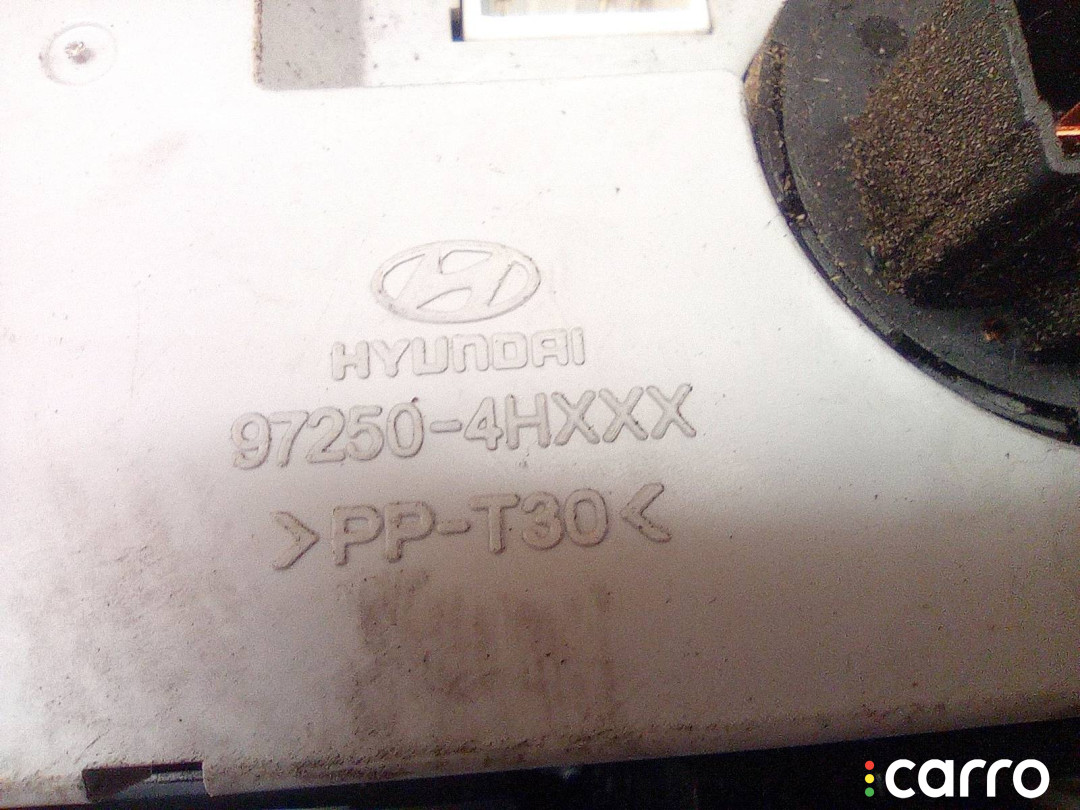 HYUNDAI
97250-4HXXX
>PP-T30<
carro